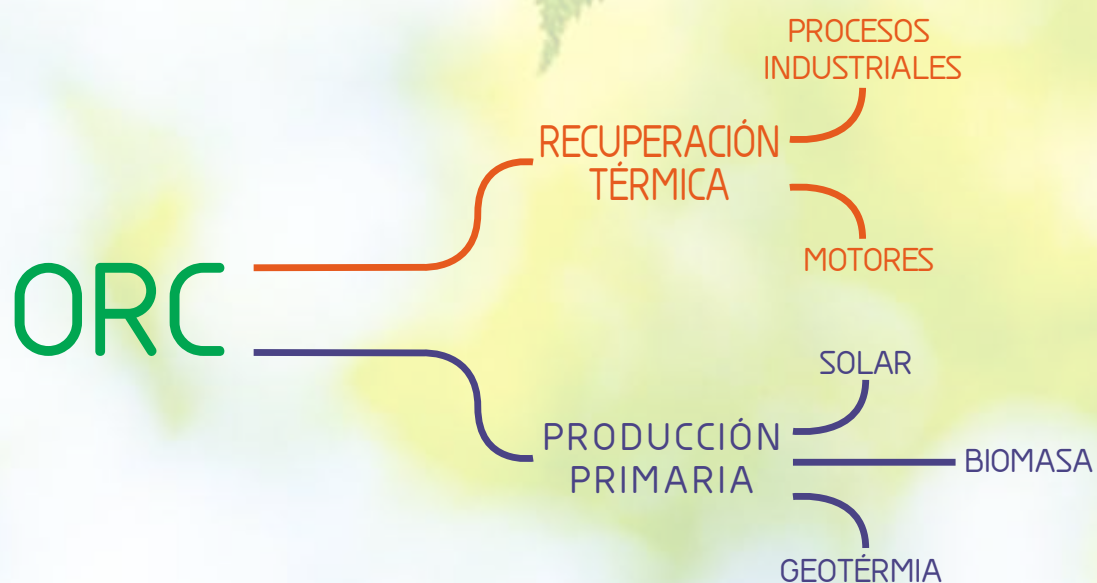 ORC
RECUPERACIÓN
TÉRMICA
PROCESOS
INDUSTRIALES
MOTORES
PRODUCCIÓN
PRIMARIA
SOLAR
BIOMASA
GEOTÉRMIA